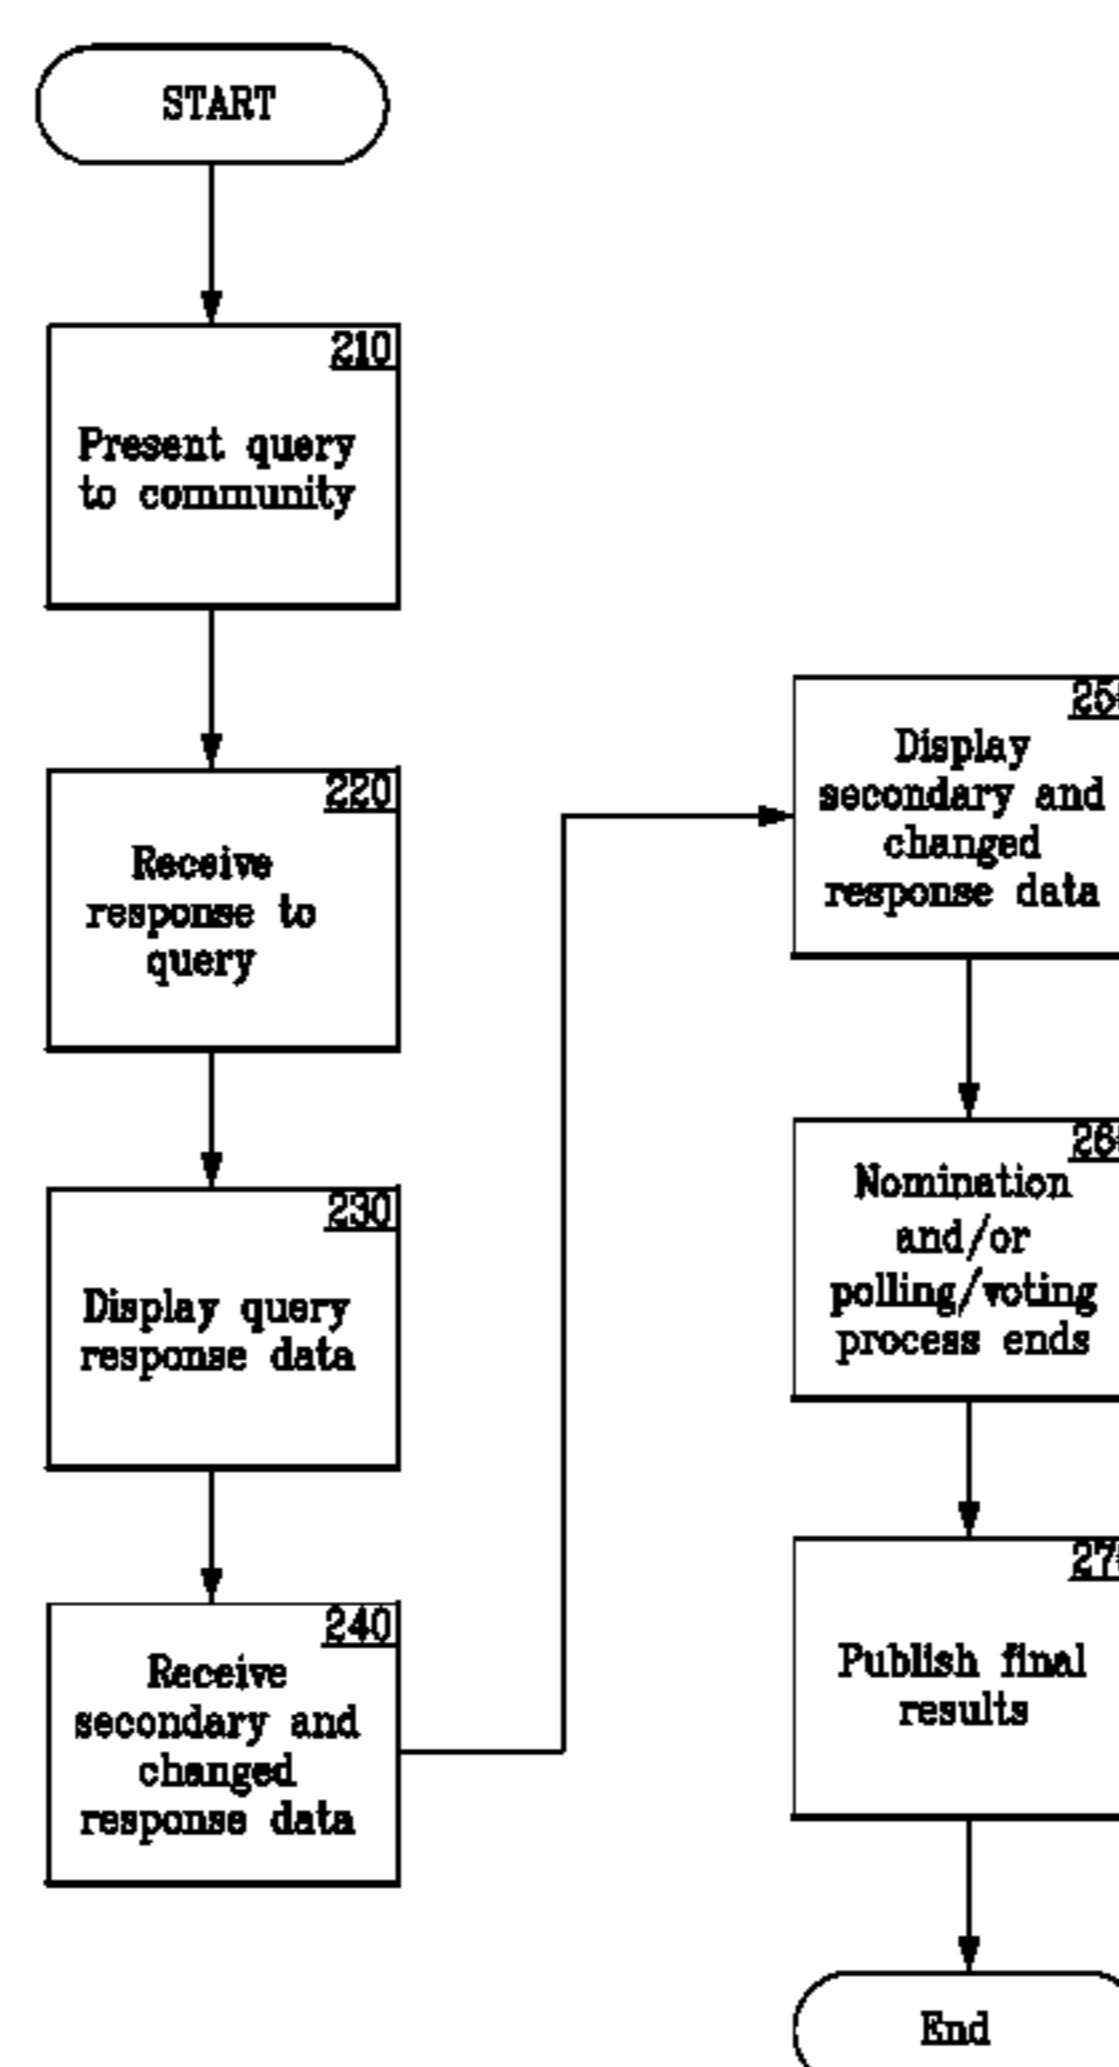 START
210
Present query
to community
220
Receive
response to
query
230
Display query
response data
240
Receive
secondary and
changed
response data
Display
secondary and
changed
response data
Nomination
and/or
polling/voting
process ends
Publish final
results
End